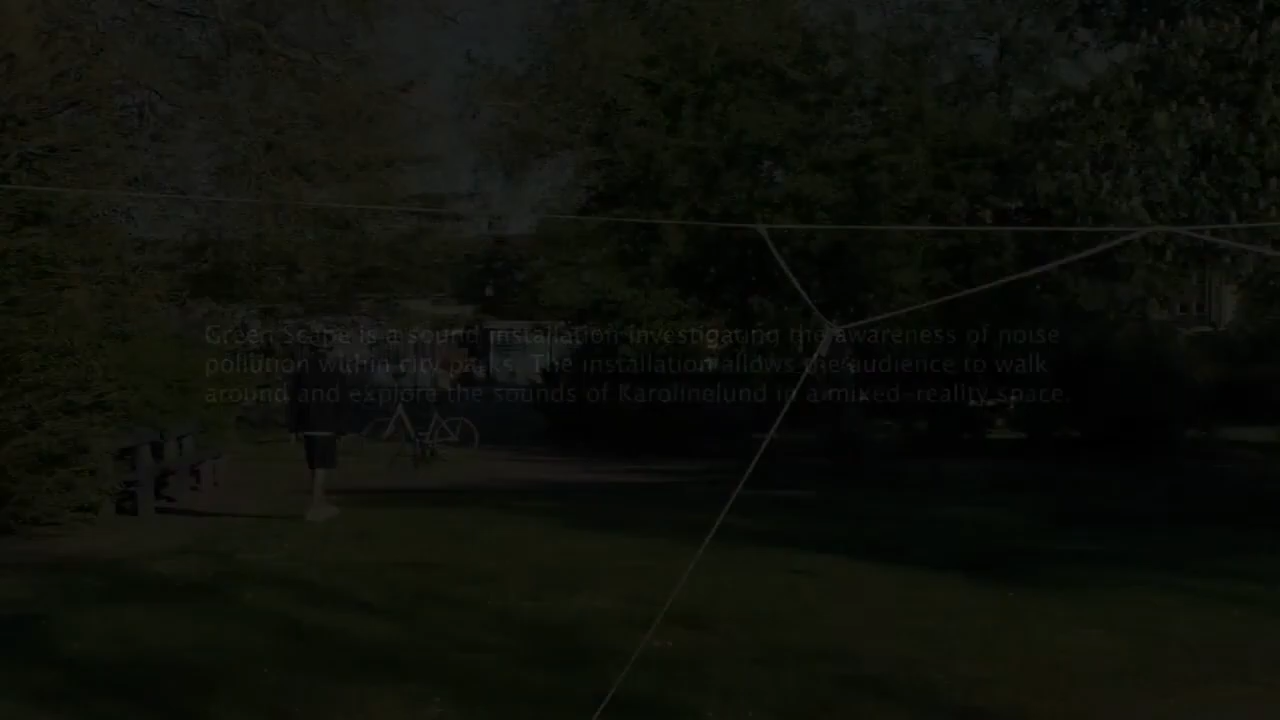 Green Scape is a sound installation investigating the awareness of noise
pollution within city parks. The installation allows the audience to walk
around and explore the sounds of Karolinelund in a mixed-reality space.